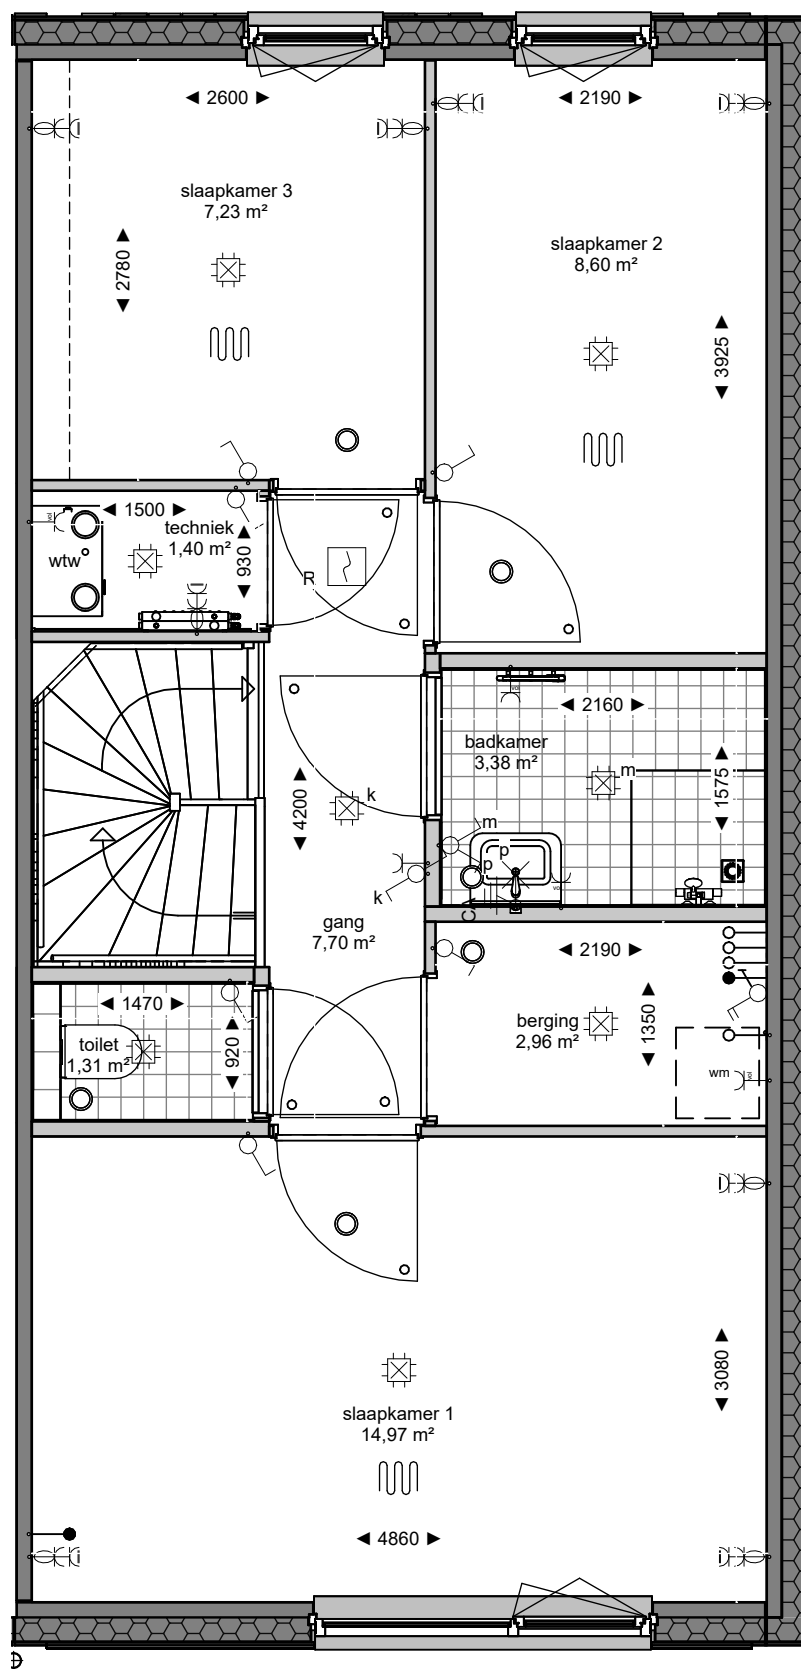 2600
2190
slaapkamer 3
7,23 m²
slaapkamer 2
8,60 m²
2780
3925
1500
techniek
1,40 m²
wtw
930
R
2160
badkamer
3,38 m²
m
1575
4200
k
m
p
p
k
gang
7,70 m²
2190
1470
berging
2,96 m²
1350
toilet
1,31 m²
920
wm
3080
slaapkamer 1
14,97 m²
4860